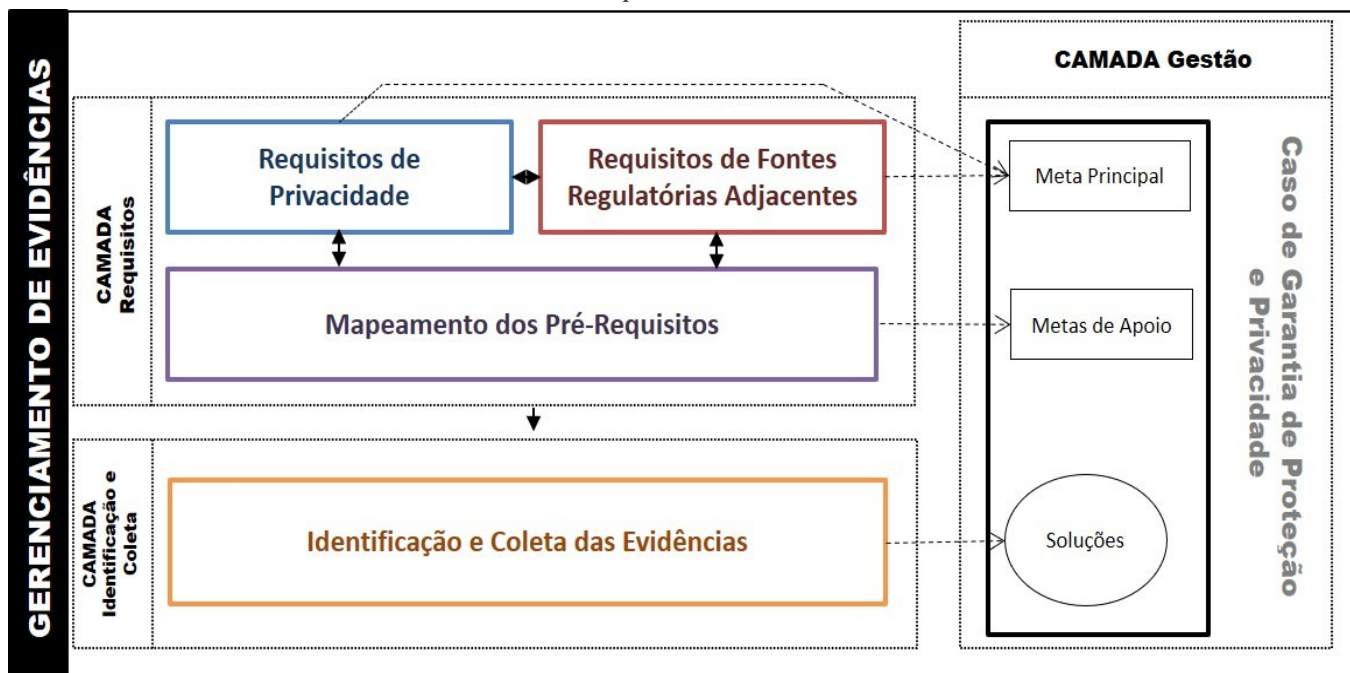 GERENCIAMENTO DE EVIDÊNCIAS
CAMADA
Requisitos
Requisitos de
Privacidade
Requisitos de Fontes
Regulatórias Adjacentes
Mapeamento dos Pré-Requisitos
CAMADA
Identificação e
Coleta
Identificação e Coleta das Evidências
CAMADA Gestão
Meta Principal
Metas de Apoio
Soluções
Caso de Garantia de Proteção
e Privacidade